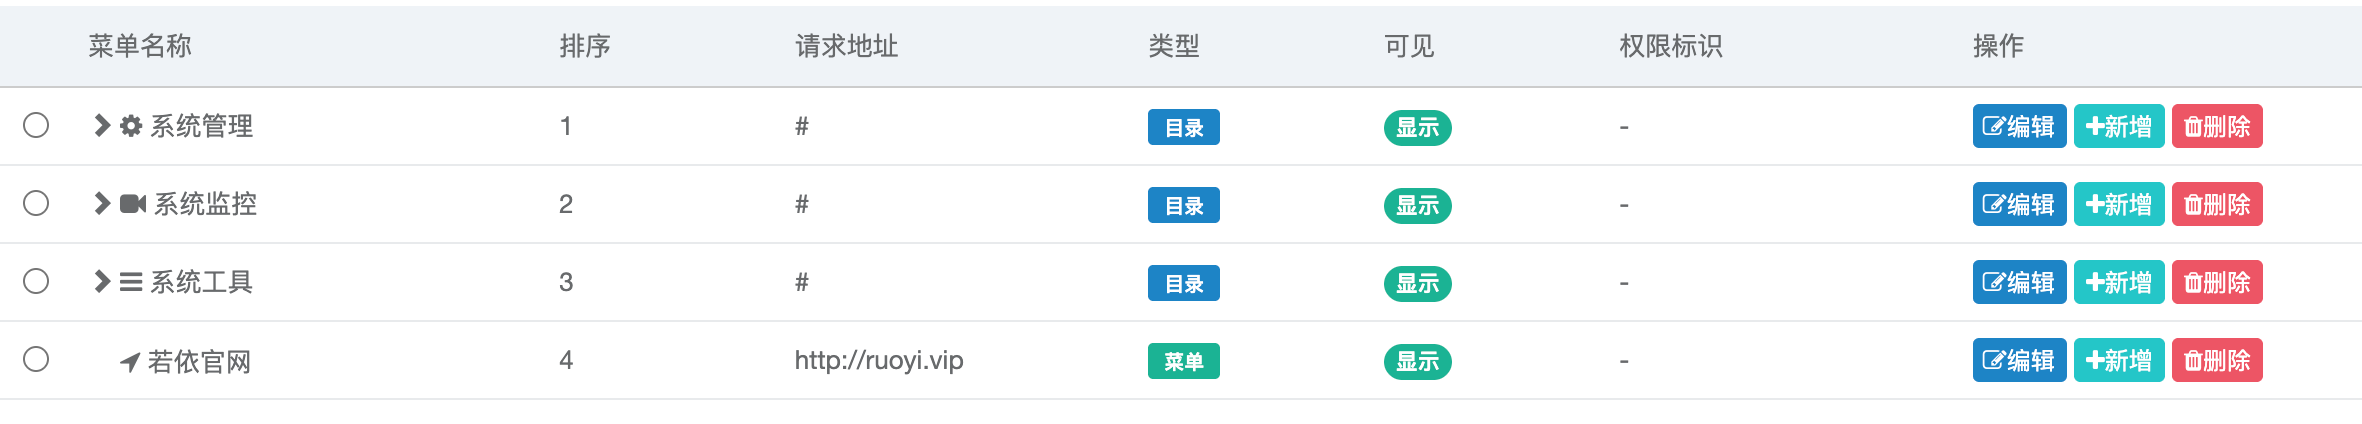 菜单名称 排序 请求地址 类型 可见 权限标识 操作
系统管理 1 # 目录 显示 - 编辑 新增 删除
系统监控 2 # 目录 显示 - 编辑 新增 删除
系统工具 3 # 目录 显示 - 编辑 新增 删除
若依官网 4 http://ruoyi.vip 菜单 显示 - 编辑 新增 删除